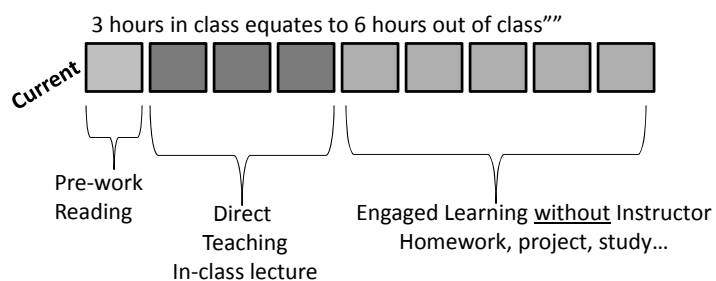 3 hours in class equates to 6 hours out of class””
Current
Pre-work
Reading
Direct
Teaching
In-class lecture
Engaged Learning without Instructor
Homework, project, study…